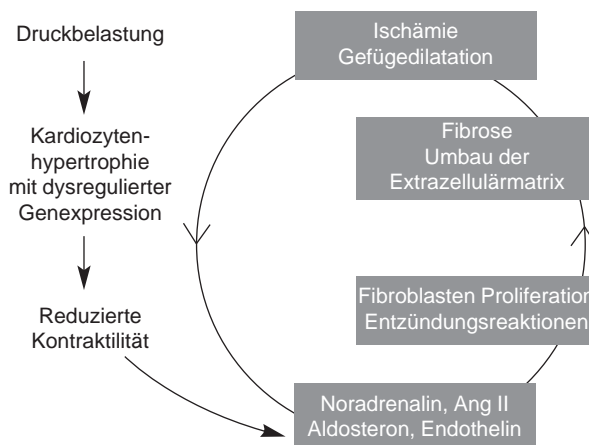 Druckbelastung
Kardiozyten-
hypertrophie
mit dysregulierter
Genexpression
Reduzierte
Kontraktilität
Ischämie
Gefügedilatation
Fibrose
Umbau der
Extrazellulärmatrix
Fibroblasten Proliferation
Entzündungsreaktionen
Noradrenalin, Ang II
Aldosteron, Endothelin